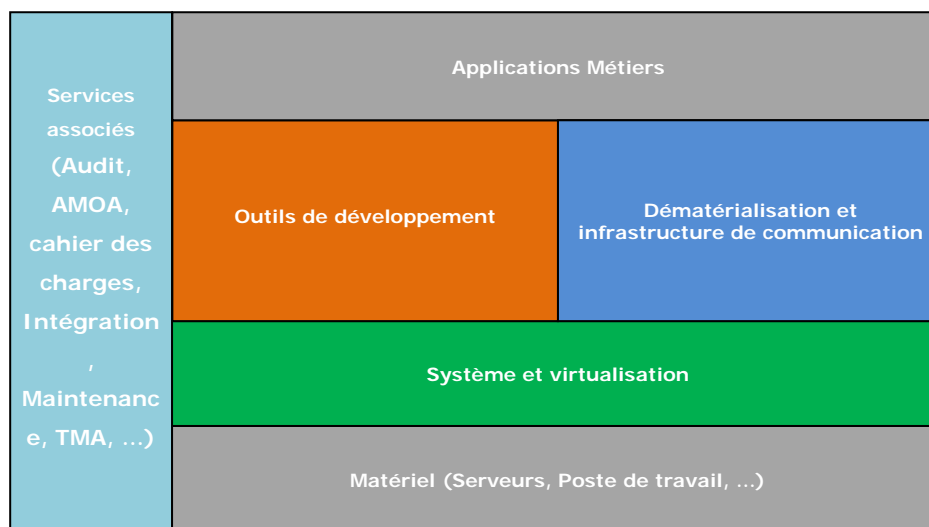 Services
associés
(Audit,
AMOA,
cahier des
charges,
Intégration
,
Maintenanc
e, TMA, ...)
Applications Métiers
Outils de développement
Dématérialisation et
infrastructure de communication
Système et virtualisation
Matériel (Serveurs, Poste de travail, ...)